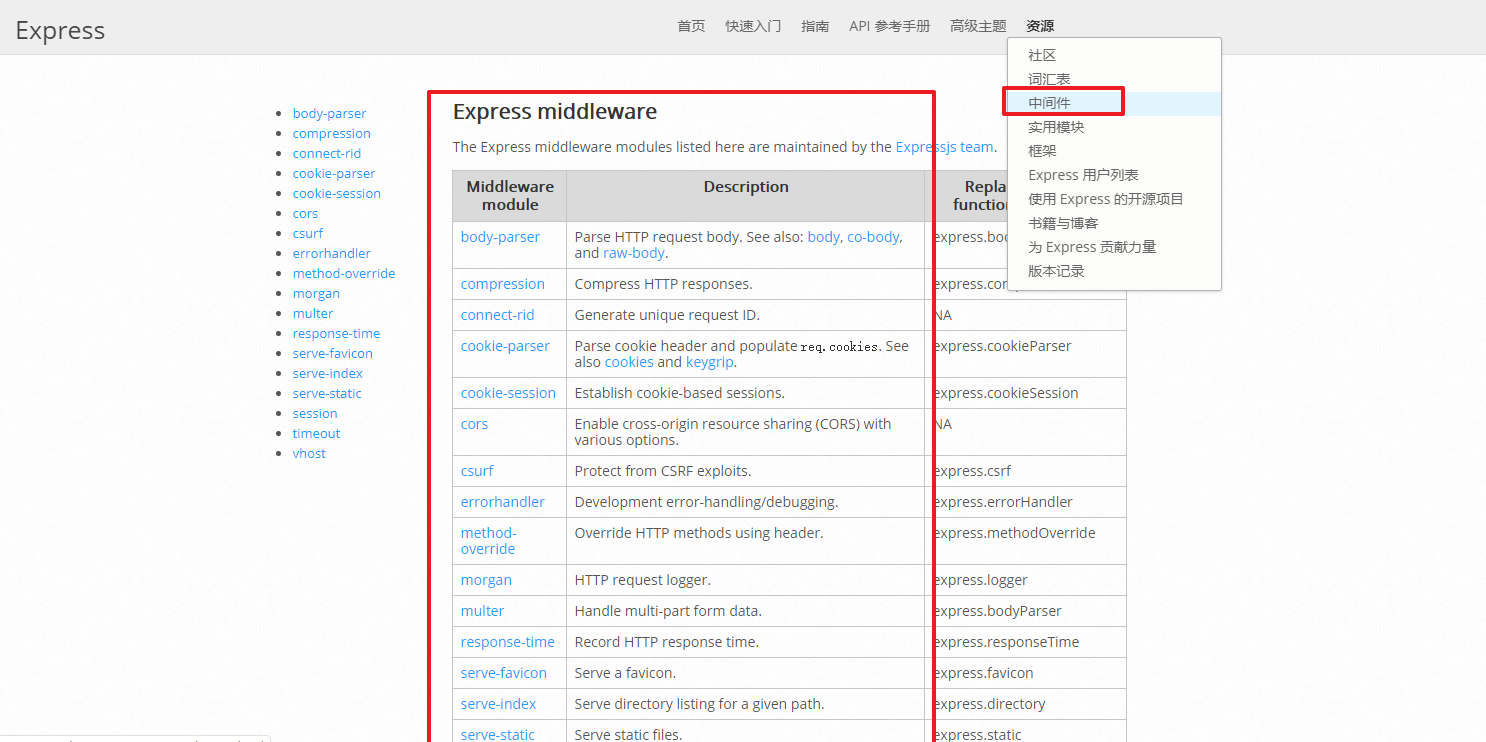 Express
首页 快速入门 指南 API 参考手册 高级主题 资源
社区
词汇表
中间件
实用模块
框架
Express 用户列表
使用 Express 的开源项目
书籍与博客
为 Express 贡献力量
版本记录
body-parser
compression
connect-rid
cookie-parser
cookie-session
cors
csurf
errorhandler
method-override
morgan
multer
response-time
serve-favicon
serve-index
serve-static
session
timeout
vhost
Express middleware
The Express middleware modules listed here are maintained by the Expressjs team.
Middleware
module
Description
body-parser
Parse HTTP request body. See also: body, co-body,
and raw-body.
compression
Compress HTTP responses.
connect-rid
Generate unique request ID.
NA
cookie-parser
Parse cookie header and populate req.cookies. See
also cookies and keygrip.
express.cookieParser
cookie-session
Establish cookie-based sessions.
express.cookieSession
cors
Enable cross-origin resource sharing (CORS) with
various options.
NA
csurf
Protect from CSRF exploits.
express.csrf
errorhandler
Development error-handling/debugging.
express.errorHandler
method-
override
Override HTTP methods using header.
express.methodOverride
morgan
HTTP request logger.
express.logger
multer
Handle multi-part form data.
express.bodyParser
response-time
Record HTTP response time.
express.responseTime
serve-favicon
Serve a favicon.
express.favicon
serve-index
Serve directory listing for a given path.
express.directory
serve-static
Serve static files.
express.static